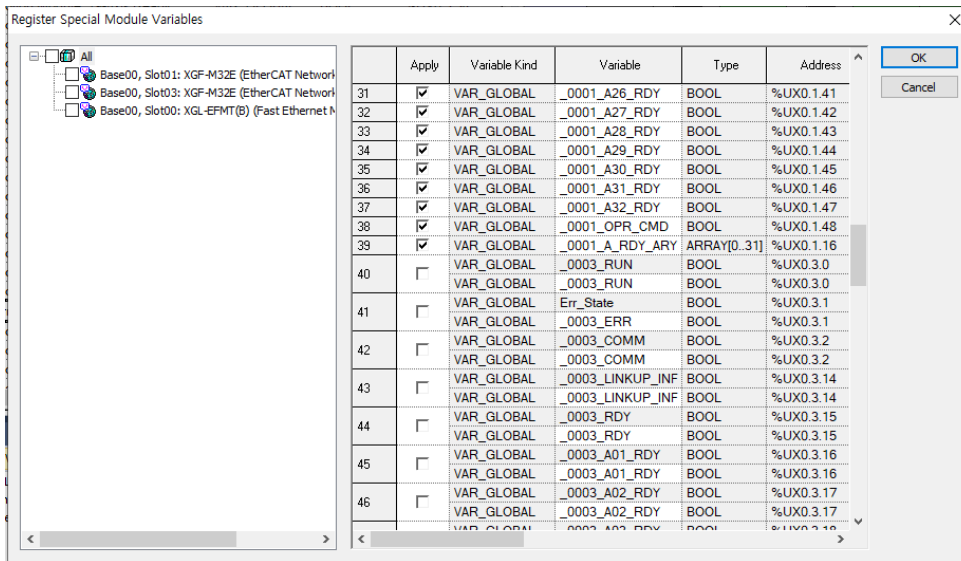 Register Special Module Variables
All
Base00, Slot01: XGF-M32E (EtherCAT Network
Base00, Slot03: XGF-M32E (EtherCAT Network
Base00, Slot00: XGL-EFMT(B) (Fast Ethernet M
Apply Variable Kind Variable Type Address
31 VAR_GLOBAL _0001_A26_RDY BOOL %UX0.1.41
32 VAR_GLOBAL _0001_A27_RDY BOOL %UX0.1.42
33 VAR_GLOBAL _0001_A28_RDY BOOL %UX0.1.43
34 VAR_GLOBAL _0001_A29_RDY BOOL %UX0.1.44
35 VAR_GLOBAL _0001_A30_RDY BOOL %UX0.1.45
36 VAR_GLOBAL _0001_A31_RDY BOOL %UX0.1.46
37 VAR_GLOBAL _0001_A32_RDY BOOL %UX0.1.47
38 VAR_GLOBAL _0001_OPR_CMD BOOL %UX0.1.48
39 VAR_GLOBAL _0001_A_RDY_ARY ARRAY[0..31] %UX0.1.16
40 VAR_GLOBAL _0003_RUN BOOL %UX0.3.0
VAR_GLOBAL _0003_RUN BOOL %UX0.3.0
41 VAR_GLOBAL Err_State BOOL %UX0.3.1
VAR_GLOBAL _0003_ERR BOOL %UX0.3.1
42 VAR_GLOBAL _0003_COMM BOOL %UX0.3.2
VAR_GLOBAL _0003_COMM BOOL %UX0.3.2
43 VAR_GLOBAL _0003_LINKUP_INF BOOL %UX0.3.14
VAR_GLOBAL _0003_LINKUP_INF BOOL %UX0.3.14
44 VAR_GLOBAL _0003_RDY BOOL %UX0.3.15
VAR_GLOBAL _0003_RDY BOOL %UX0.3.15
45 VAR_GLOBAL _0003_A01_RDY BOOL %UX0.3.16
VAR_GLOBAL _0003_A01_RDY BOOL %UX0.3.16
46 VAR_GLOBAL _0003_A02_RDY BOOL %UX0.3.17
VAR_GLOBAL _0003_A02_RDY BOOL %UX0.3.17
VAR_GLOBAL _0003_A03_RDY BOOL %UX0.3.18
OK
Cancel